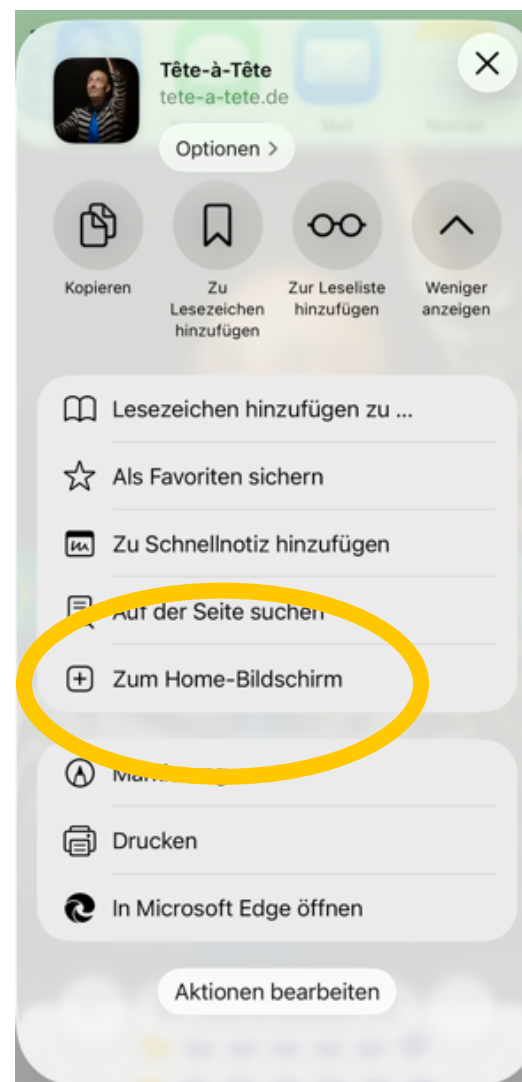 Tête-à-Tête
tete-a-tete.de
Optionen >
Kopieren
Zu
Lesezeichen
hinzufügen
Zur Leseliste
hinzufügen
Weniger
anzeigen
Lesezeichen hinzufügen zu ...
Als Favoriten sichern
Zu Schnellnotiz hinzufügen
Auf der Seite suchen
Zum Home-Bildschirm
Drucken
In Microsoft Edge öffnen
Aktionen bearbeiten